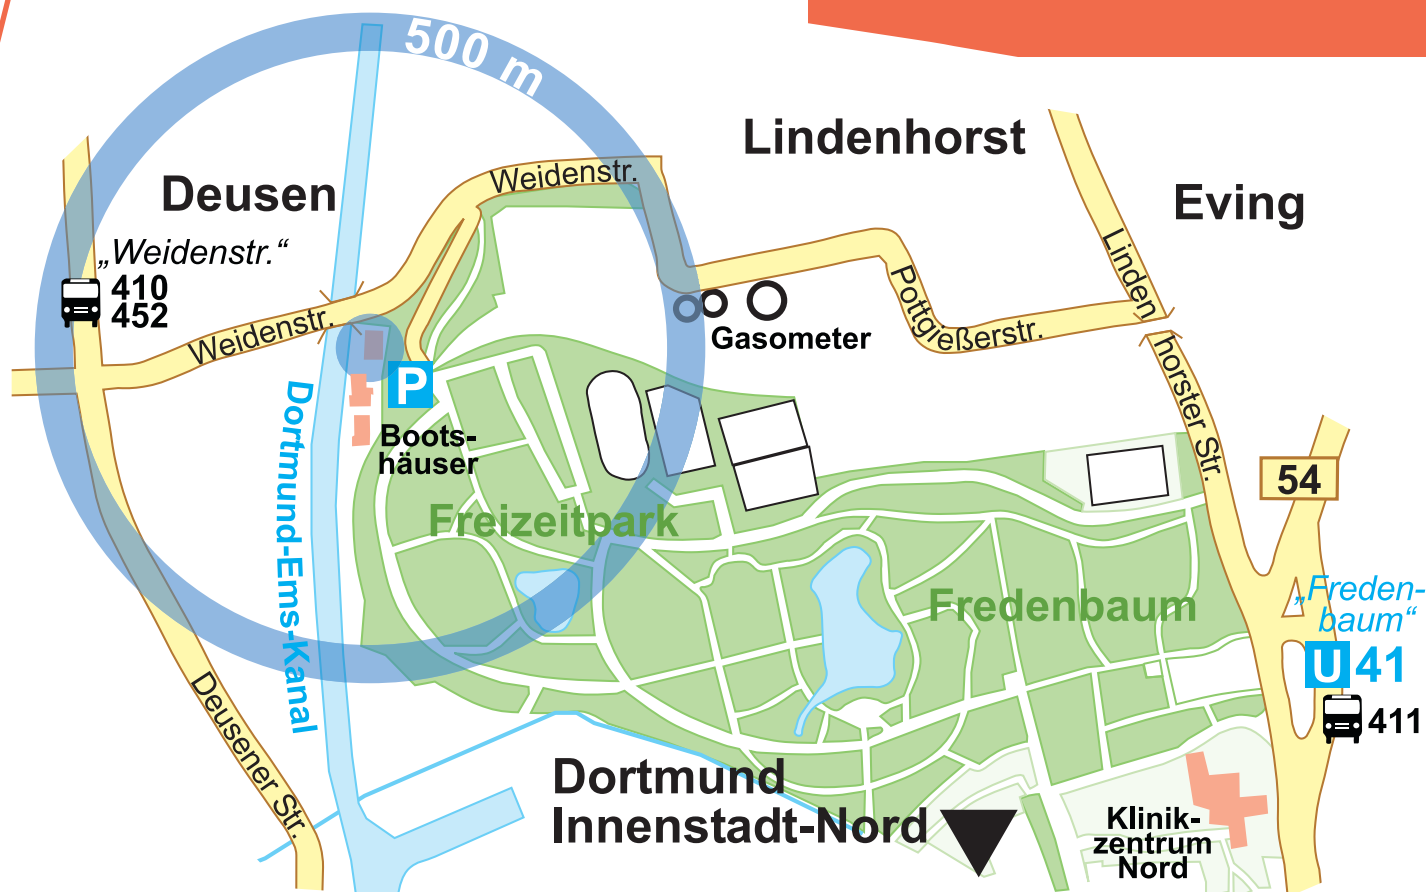 500 m
Lindenhorst
Deusen
Weidenstr.
Eving
„Weidenstr.“
410
452
Weidenstr.
Linden
Pottgießerstr.
Gasometer
horster Str.
P
Boots-
häuser
Dortmund-Ems-Kanal
54
Freizeitpark
Fredenbaum
„Freden-
baum“
U 41
411
Deusener Str.
Dortmund
Innenstadt-Nord
Klinik-
zentrum
Nord